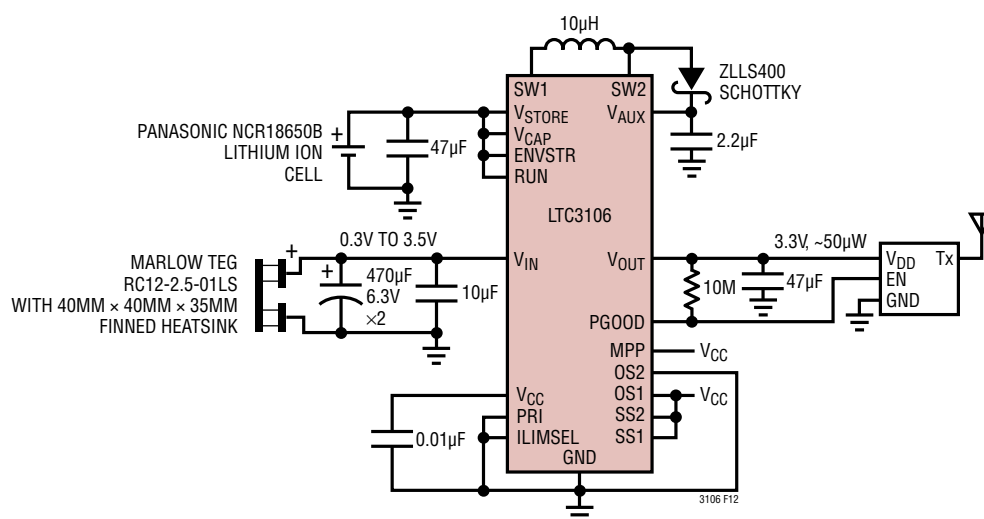 10µH
SW1
SW2
ZLLS400
SCHOTTKY
VSTORE
VAUX
PANASONIC NCR18650B
LITHIUM ION
CELL
+
47µF
VCAP
ENVSTR
RUN
2.2µF
LTC3106
0.3V TO 3.5V
3.3V, ~50µW
MARLOW TEG
RC12-2.5-01LS
WITH 40MM × 40MM × 35MM
FINNED HEATSINK
+
+
470µF
6.3V
×2
10µF
VIN
VOUT
10M
47µF
VDD
EN
GND
Tx
PGOOD
MPP
VCC
OS2
VCC
OS1
VCC
PRI
SS2
0.01µF
ILIMSEL
SS1
GND
3106 F12